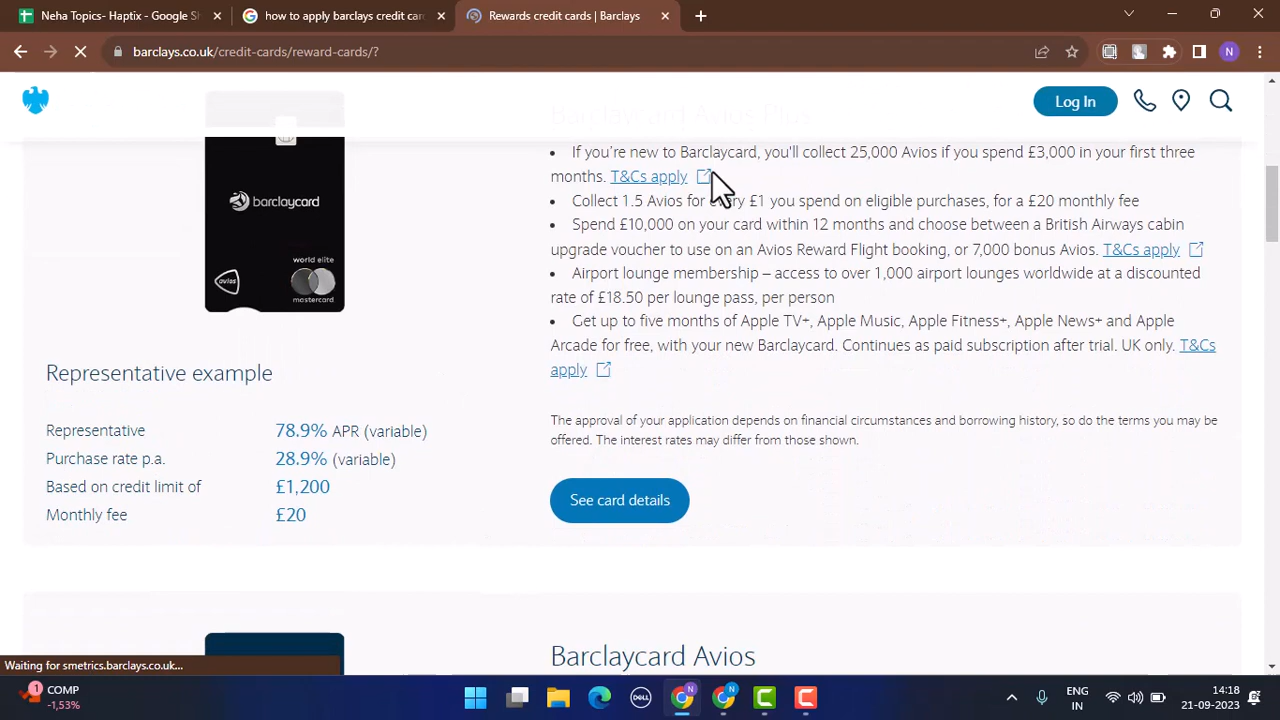 Neha Topics- Haptix - Google Sh
how to apply barclays credit card
Rewards credit cards | Barclays
barclays.co.uk/credit-cards/reward-cards/?
N
Log In
Barclaycard Avios Plus
• If you’re new to Barclaycard, you'll collect 25,000 Avios if you spend £3,000 in your first three
months. T&Cs apply
• Collect 1.5 Avios for every £1 you spend on eligible purchases, for a £20 monthly fee
• Spend £10,000 on your card within 12 months and choose between a British Airways cabin
upgrade voucher to use on an Avios Reward Flight booking, or 7,000 bonus Avios. T&Cs apply
• Airport lounge membership – access to over 1,000 airport lounges worldwide at a discounted
rate of £18.50 per lounge pass, per person
• Get up to five months of Apple TV+, Apple Music, Apple Fitness+, Apple News+ and Apple
Arcade for free, with your new Barclaycard. Continues as paid subscription after trial. UK only. T&Cs
apply
The approval of your application depends on financial circumstances and borrowing history, so do the terms you may be
offered. The interest rates may differ from those shown.
See card details
barclaycard
world elite
avios
mastercard
Representative example
Representative 78.9% APR (variable)
Purchase rate p.a. 28.9% (variable)
Based on credit limit of £1,200
Monthly fee £20
Barclaycard Avios
Waiting for smetrics.barclays.co.uk...
1
COMP
-1,53%
DELL
N
N
ENG
IN
14:18
21-09-2023